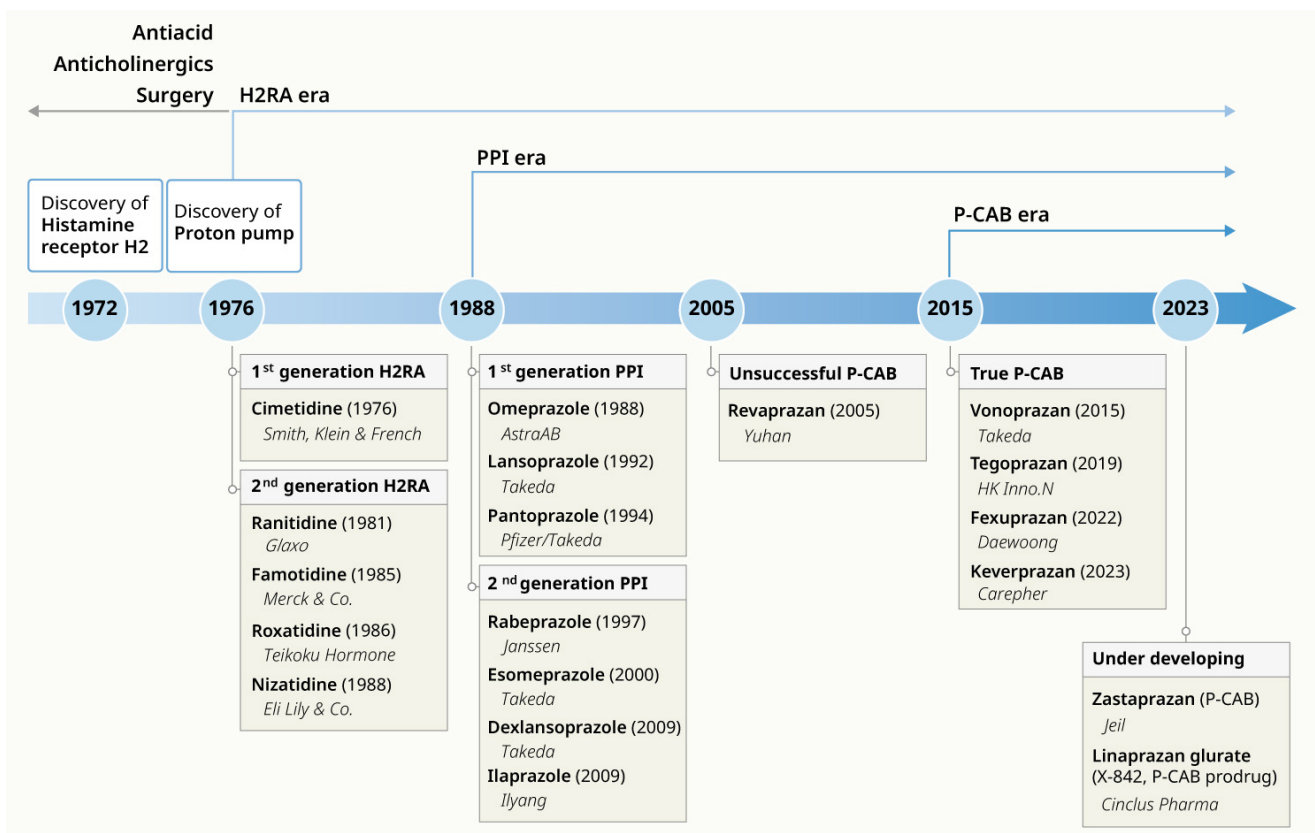 Antiacid
Anticholinergics
Surgery
H2RA era
PPI era
P-CAB era
Discovery of
Histamine
receptor H2
Discovery of
Proton pump
1972
1976
1988
2005
2015
2023
1st generation H2RA
Cimetidine (1976)
Smith, Klein & French
2nd generation H2RA
Ranitidine (1981)
Glaxo
Famotidine (1985)
Merck & Co.
Roxatidine (1986)
Teikoku Hormone
Nizatidine (1988)
Eli Lily & Co.
1st generation PPI
Omeprazole (1988)
AstraAB
Lansoprazole (1992)
Takeda
Pantoprazole (1994)
Pfizer/Takeda
2nd generation PPI
Rabeprazole (1997)
Janssen
Esomeprazole (2000)
Takeda
Dexlansoprazole (2009)
Takeda
Ilaprazole (2009)
Ilyang
Unsuccessful P-CAB
Revaprazan (2005)
Yuhan
True P-CAB
Vonoprazan (2015)
Takeda
Tegoprazan (2019)
HK Inno.N
Fexuprazan (2022)
Daewoong
Keverprazan (2023)
Carepher
Under developing
Zastaprazan (P-CAB)
Jeil
Linaprazan glurate
(X-842, P-CAB prodrug)
Cinclus Pharma